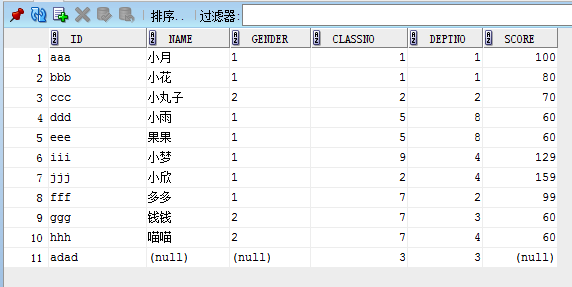 排序.. 过滤器:
ID NAME GENDER CLASSNO DEPTNO SCORE
1 aaa 小月 1 1 1 100
2 bbb 小花 1 1 1 80
3 ccc 小丸子 2 2 2 70
4 ddd 小雨 1 5 8 60
5 eee 果果 1 5 8 60
6 iii 小梦 1 9 4 129
7 jjj 小欣 1 2 4 159
8 fff 多多 1 7 2 99
9 ggg 钱钱 2 7 3 60
10 hhh 喵喵 2 7 4 60
11 adad (null) (null) 3 3 (null)